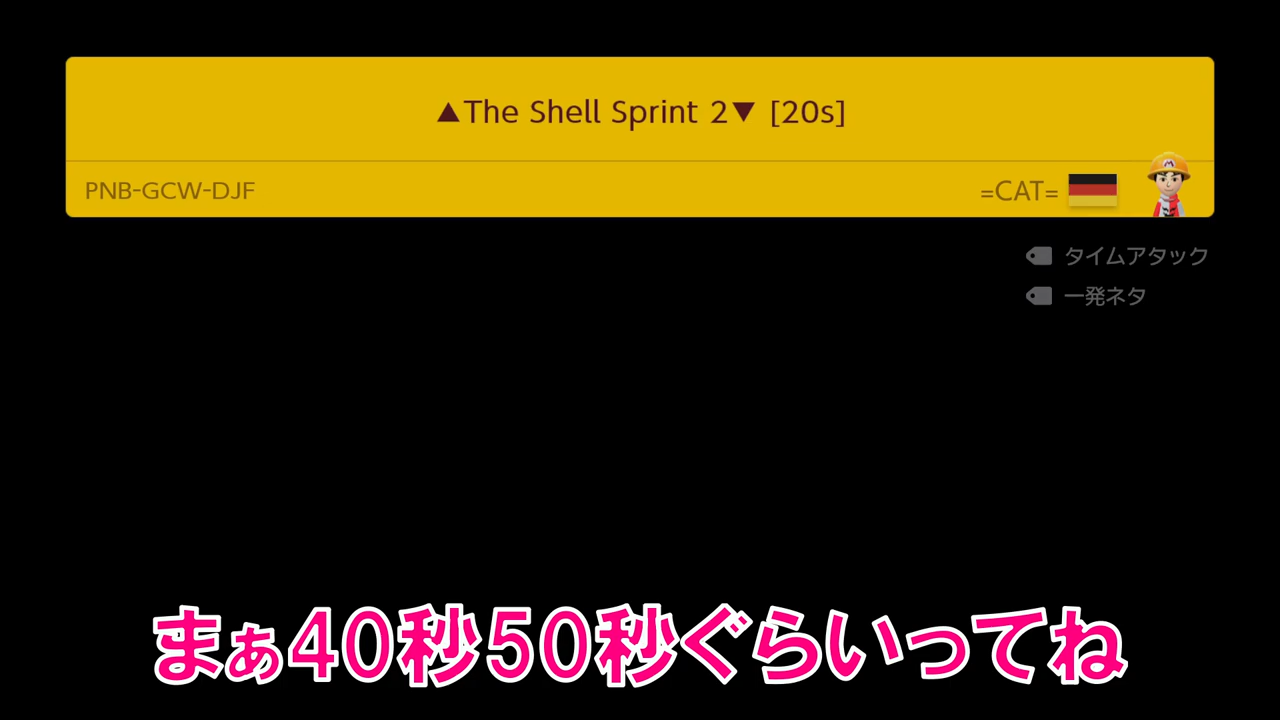 ▲The Shell Sprint 2▼ [20s]
PNB-GCW-DJF
=CAT=
タイムアタック
一発ネタ
まぁ40秒50秒ぐらいってね